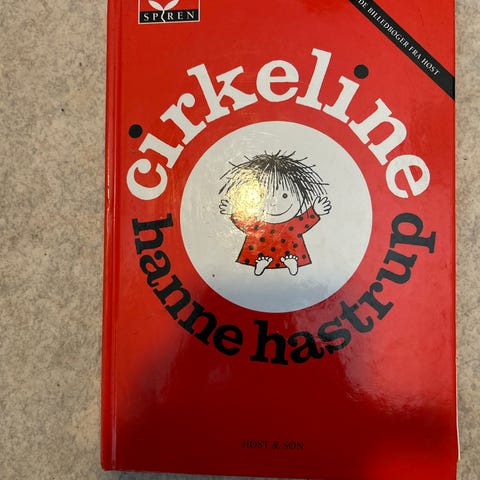 SPIREN
DE BILLEDBØGER FRA HØST
cirkeline
hanne hastrup
HØST & SØN